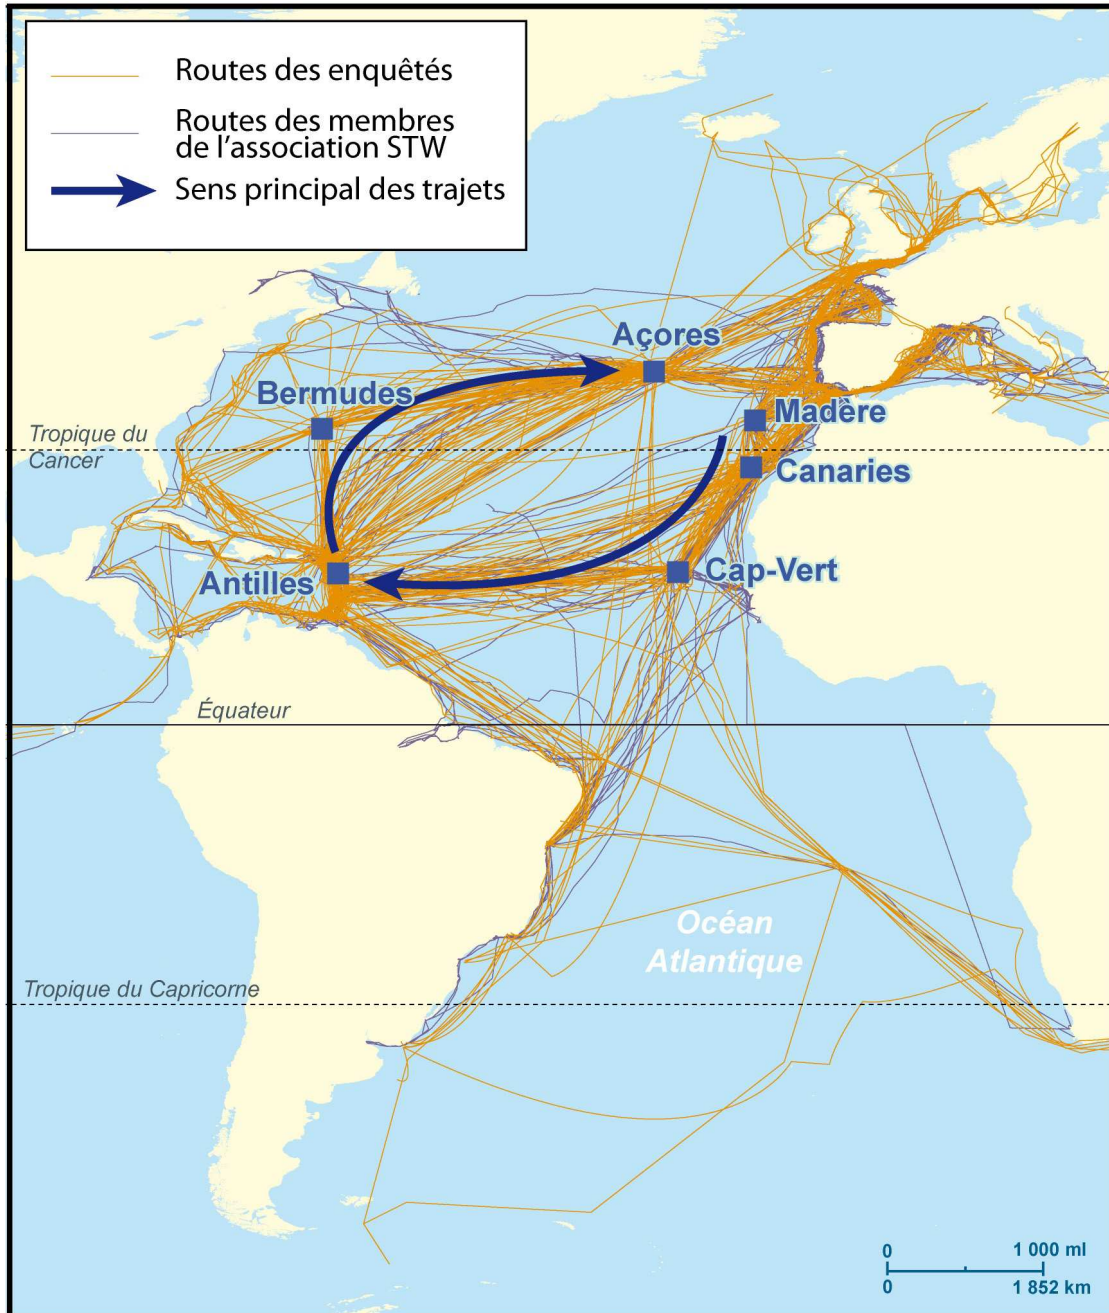 Routes des enquêtés
Routes des membres
de l'association STW
Sens principal des trajets
Açores
Bermudes
Madère
Tropique du
Cancer
Canaries
Cap-Vert
Antilles
Équateur
Océan
Atlantique
Tropique du Capricorne
0 1 000 ml
0 1 852 km